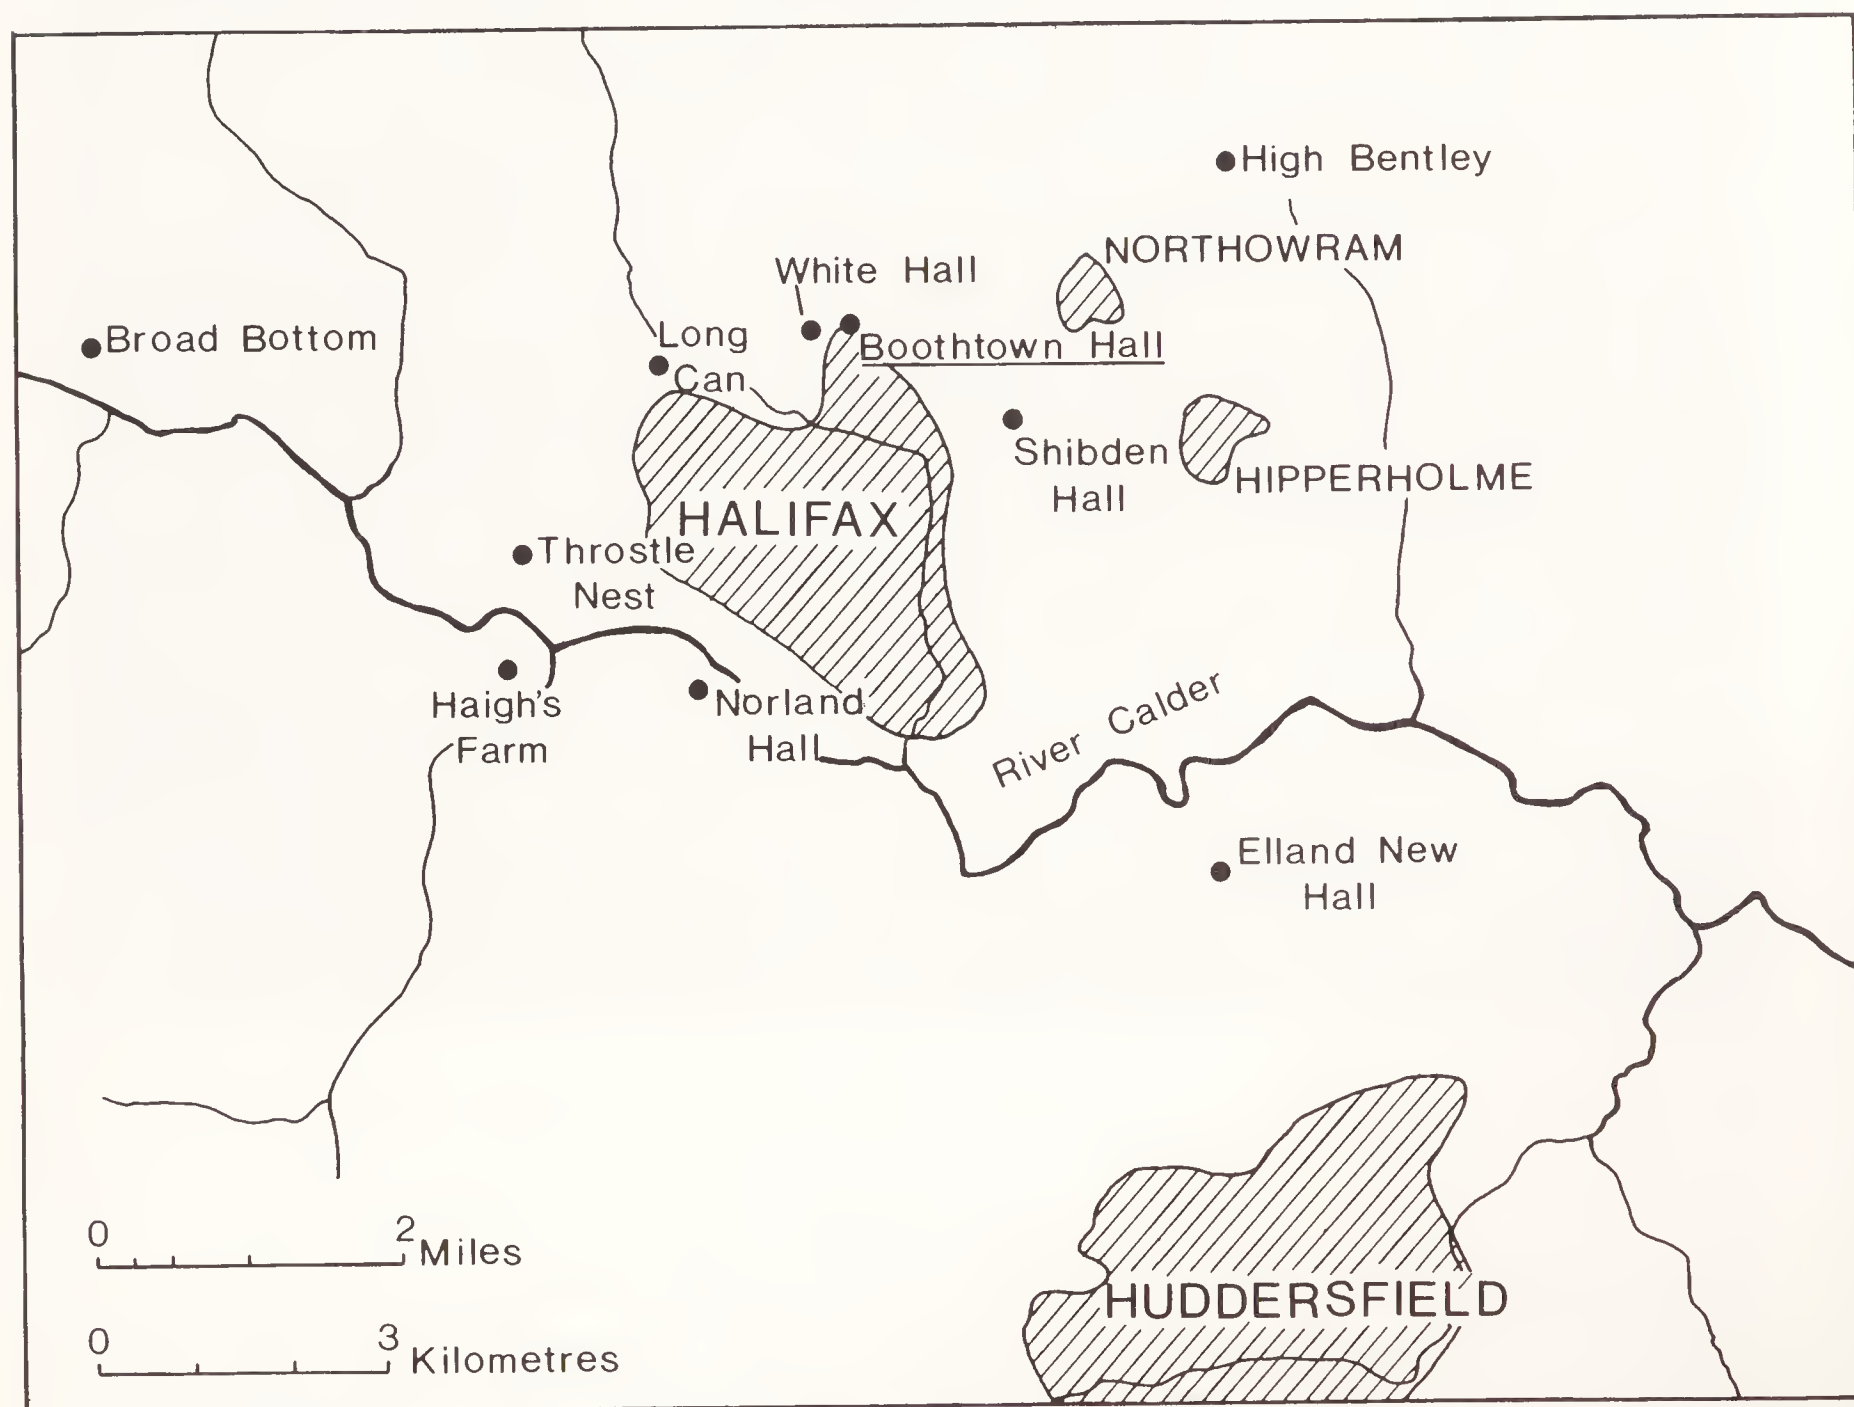 High Bentley
NORTHOWRAM
White Hall
Broad Bottom
Long
Can
Boothtown Hall
Shibden
Hall
HIPPERHOLME
HALIFAX
Throstle
Nest
Haigh's
Farm
Norland
Hall
River Calder
Elland New
Hall
0 2
Miles
HUDDERSFIELD
0 3
Kilometres